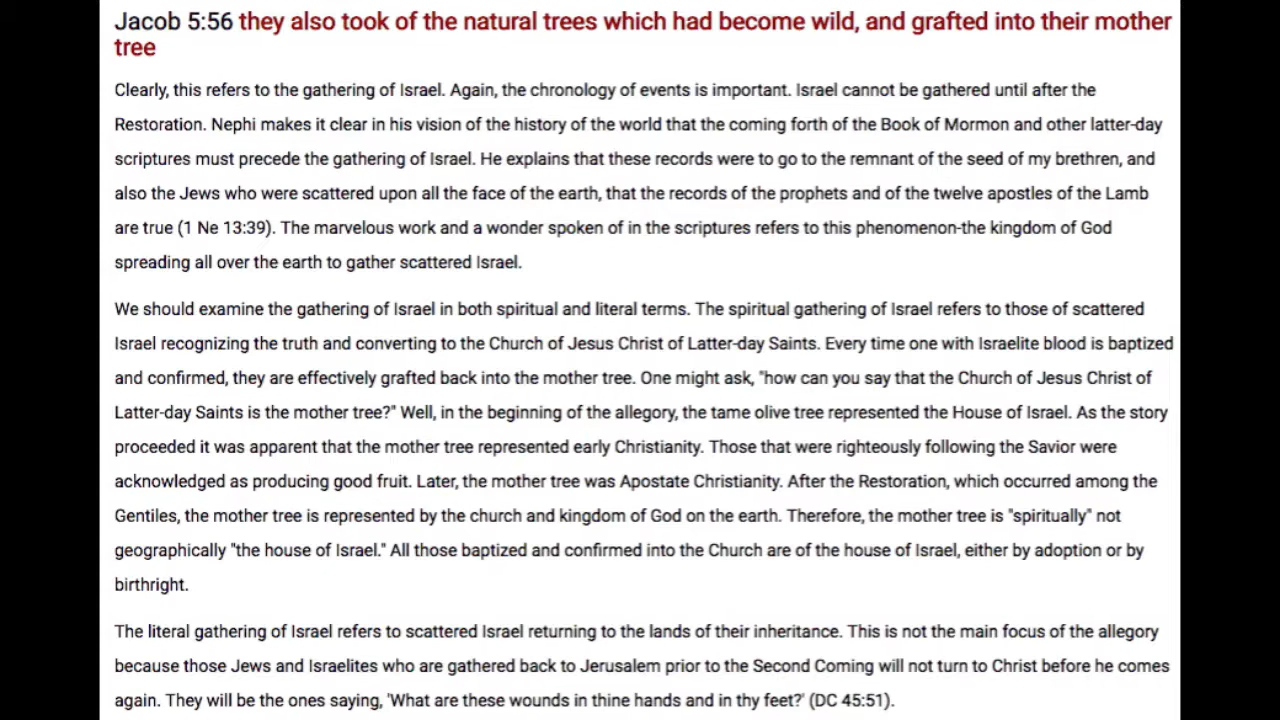 Jacob 5:56 they also took of the natural trees which had become wild, and grafted into their mother
tree
Clearly, this refers to the gathering of Israel. Again, the chronology of events is important. Israel cannot be gathered until after the
Restoration. Nephi makes it clear in his vision of the history of the world that the coming forth of the Book of Mormon and other latter-day
scriptures must precede the gathering of Israel. He explains that these records were to go to the remnant of the seed of my brethren, and
also the Jews who were scattered upon all the face of the earth, that the records of the prophets and of the twelve apostles of the Lamb
are true (1 Ne 13:39). The marvelous work and a wonder spoken of in the scriptures refers to this phenomenon-the kingdom of God
spreading all over the earth to gather scattered Israel.
We should examine the gathering of Israel in both spiritual and literal terms. The spiritual gathering of Israel refers to those of scattered
Israel recognizing the truth and converting to the Church of Jesus Christ of Latter-day Saints. Every time one with Israelite blood is baptized
and confirmed, they are effectively grafted back into the mother tree. One might ask, "how can you say that the Church of Jesus Christ of
Latter-day Saints is the mother tree?" Well, in the beginning of the allegory, the tame olive tree represented the House of Israel. As the story
proceeded it was apparent that the mother tree represented early Christianity. Those that were righteously following the Savior were
acknowledged as producing good fruit. Later, the mother tree was Apostate Christianity. After the Restoration, which occurred among the
Gentiles, the mother tree is represented by the church and kingdom of God on the earth. Therefore, the mother tree is "spiritually" not
geographically "the house of Israel." All those baptized and confirmed into the Church are of the house of Israel, either by adoption or by
birthright.
The literal gathering of Israel refers to scattered Israel returning to the lands of their inheritance. This is not the main focus of the allegory
because those Jews and Israelites who are gathered back to Jerusalem prior to the Second Coming will not turn to Christ before he comes
again. They will be the ones saying, 'What are these wounds in thine hands and in thy feet?' (DC 45:51).